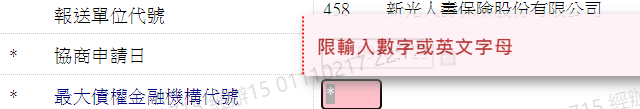 報送單位代號 458 新光人壽保險股份有限公司
限輸入數字或英文字母
* 協商申請日
* 最大債權金融機構代號 *